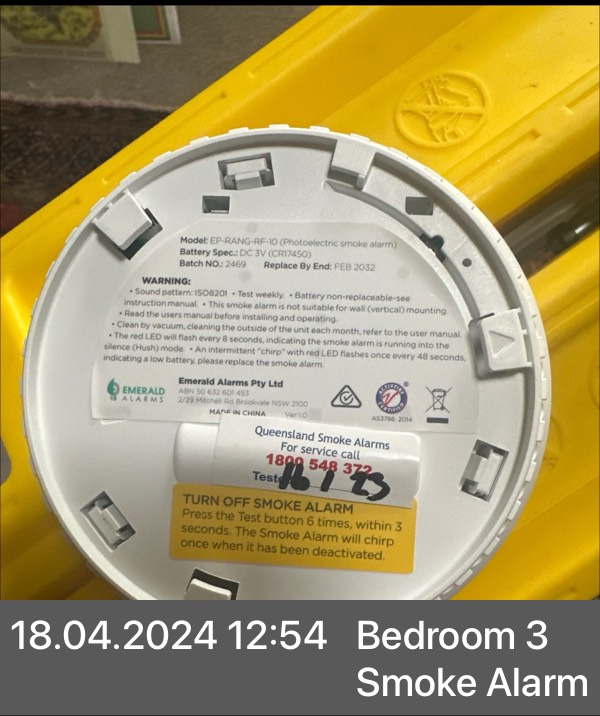 Model: EP-RANG-RF-10 (Photoelectric smoke alarm)
Battery Spec.: DC 3V (CR17450)
Batch NO.: 2469 Replace By End: FEB 2032
WARNING:
• Sound pattern: ISO8201 • Test weekly. • Battery non-replaceable-see
instruction manual. • This smoke alarm is not suitable for wall (vertical) mounting.
• Read the users manual before installing and operating.
• Clean by vacuum, cleaning the outside of the unit each month, refer to the user manual.
• The red LED will flash every 8 seconds, indicating the smoke alarm is running into the
silence (Hush) mode. • An intermittent "chirp" with red LED flashes once every 48 seconds,
indicating a low battery, please replace the smoke alarm.
EMERALD
ALARMS
Emerald Alarms Pty Ltd
ABN 50 632 601 453
2/29 Mitchell Rd Brookvale NSW 2100
MADE IN CHINA Ver1.0
AS3786: 2014
Queensland Smoke Alarms
For service call
1800 548 372
16 / 1 23
TURN OFF SMOKE ALARM
Press the Test button 6 times, within 3
seconds. The Smoke Alarm will chirp
once when it has been deactivated.
18.04.2024 12:54 Bedroom 3
Smoke Alarm